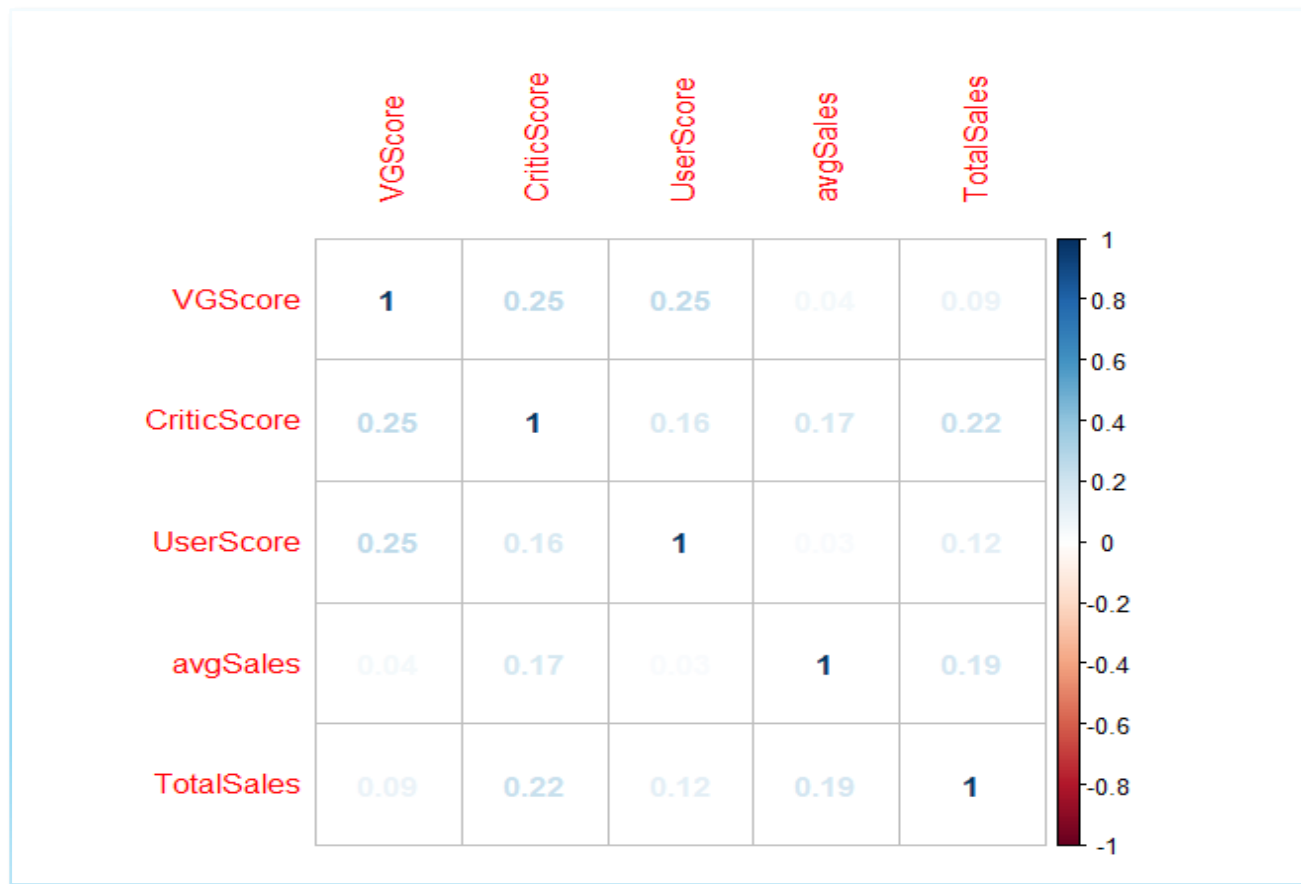 VGScore CriticScore UserScore avgSales TotalSales
VGScore 1 0.25 0.25 0.04 0.09
CriticScore 0.25 1 0.16 0.17 0.22
UserScore 0.25 0.16 1 0.03 0.12
avgSales 0.04 0.17 0.03 1 0.19
TotalSales 0.09 0.22 0.12 0.19 1
1
0.8
0.6
0.4
0.2
0
-0.2
-0.4
-0.6
-0.8
-1